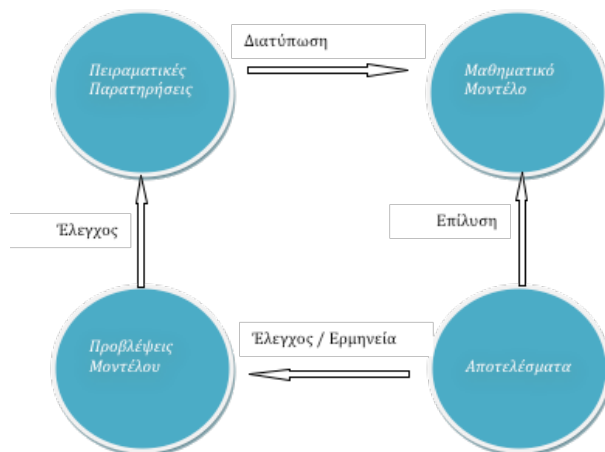 Διατύπωση
Πειραματικές
Παρατηρήσεις
Μαθηματικό
Μοντέλο
Έλεγχος
Επίλυση
Προβλέψεις
Μοντέλου
Έλεγχος / Ερμηνεία
Αποτελέσματα